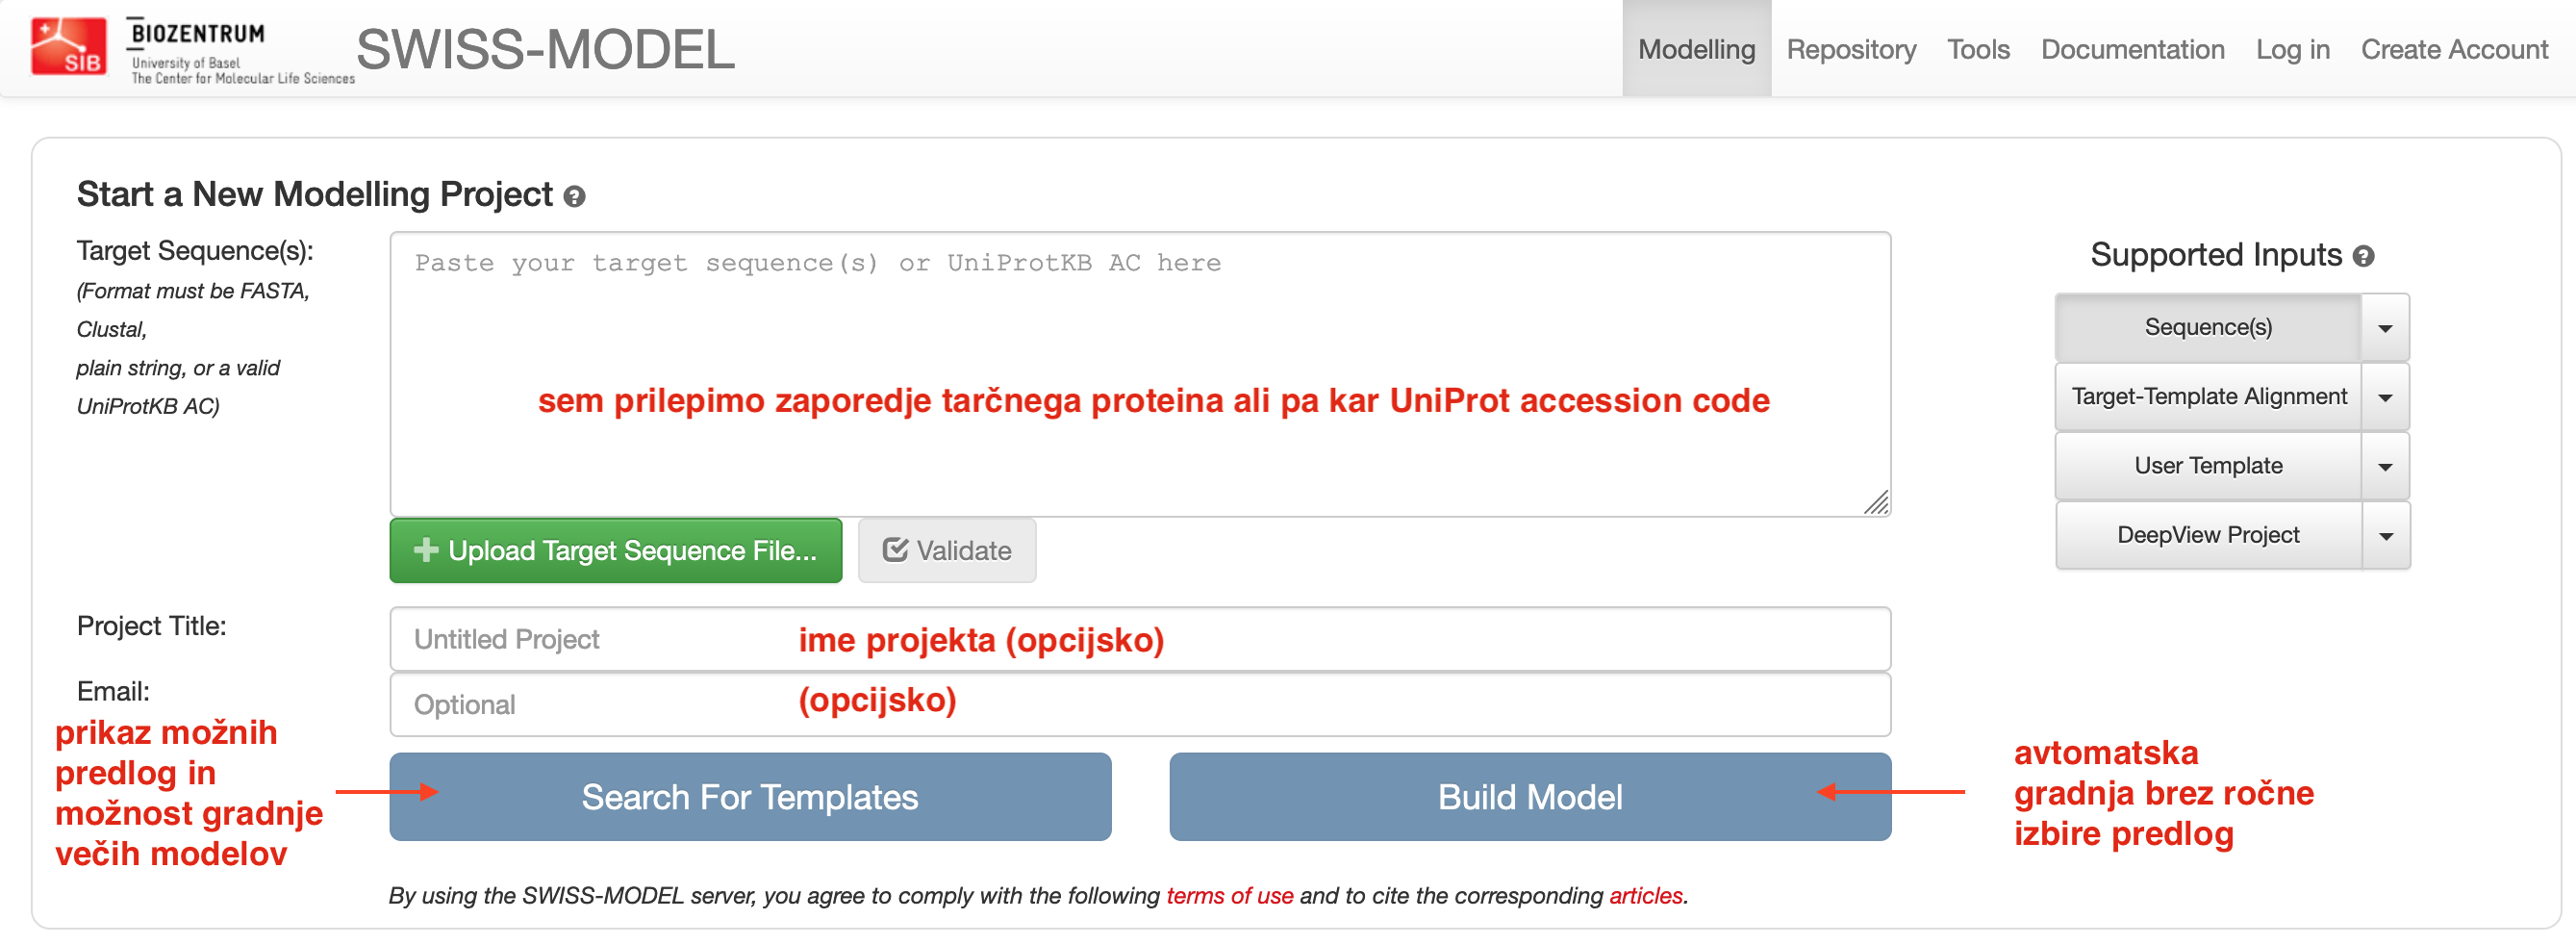 SIB
BIOZENTRUM
University of Basel
The Center for Molecular Life Sciences
SWISS-MODEL
Modelling
Repository
Tools
Documentation
Log in
Create Account
Start a New Modelling Project ?
Target Sequence(s):
(Format must be FASTA,
Clustal,
plain string, or a valid
UniProtKB AC)
Paste your target sequence(s) or UniProtKB AC here
sem prilepimo zaporedje tarčnega proteina ali pa kar UniProt accession code
Supported Inputs ?
Sequence(s)
Target-Template Alignment
User Template
DeepView Project
+ Upload Target Sequence File...
Validate
Project Title:
Untitled Project
ime projekta (opcijsko)
Email:
Optional
(opcijsko)
prikaz možnih
predlog in
možnost gradnje
večih modelov
Search For Templates
Build Model
avtomatska
gradnja brez ročne
izbire predlog
By using the SWISS-MODEL server, you agree to comply with the following terms of use and to cite the corresponding articles.